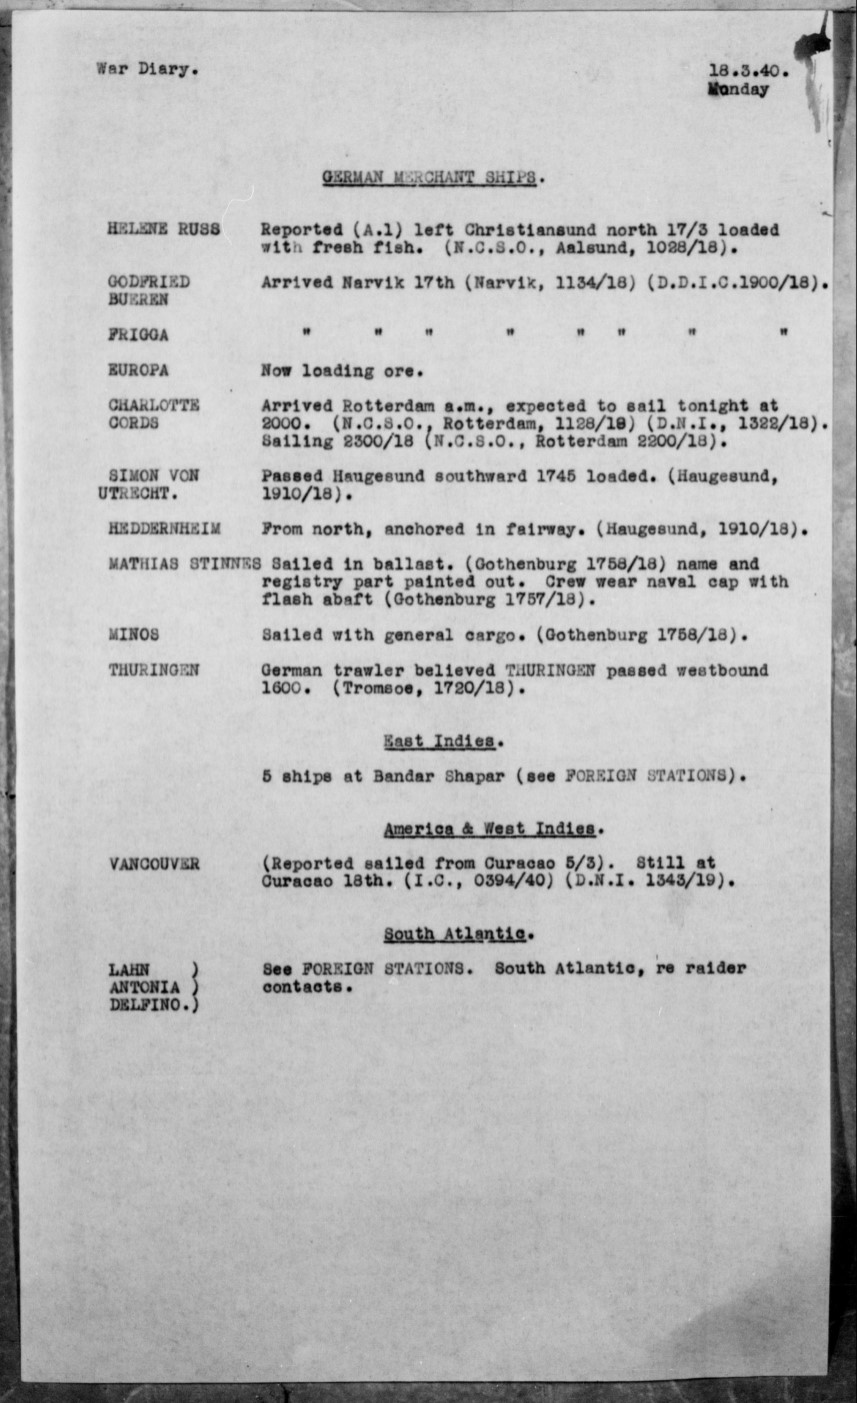 War Diary. 18.3.40.
Monday
GERMAN MERCHANT SHIPS.
HELENE RUSS Reported (A.1) left Christiansund north 17/3 loaded
with fresh fish. (N.C.S.O., Aalsund, 1028/18).
GODFRIED Arrived Narvik 17th (Narvik, 1134/18) (D.D.I.C.1900/18).
BUEREN
FRIGGA " " " " " " " "
EUROPA Now loading ore.
CHARLOTTE Arrived Rotterdam a.m., expected to sail tonight at
CORDS 2000. (N.C.S.O., Rotterdam, 1128/18) (D.N.I., 1322/18).
Sailing 2300/18 (N.C.S.O., Rotterdam 2200/18).
SIMON VON Passed Haugesund southward 1745 loaded. (Haugesund,
UTRECHT. 1910/18).
HEDDERNHEIM From north, anchored in fairway. (Haugesund, 1910/18).
MATHIAS STINNES Sailed in ballast. (Gothenburg 1758/18) name and
registry part painted out. Crew wear naval cap with
flash abaft (Gothenburg 1757/18).
MINOS Sailed with general cargo. (Gothenburg 1758/18).
THURINGEN German trawler believed THURINGEN passed westbound
1600. (Tromsoe, 1720/18).
East Indies.
5 ships at Bandar Shapar (see FOREIGN STATIONS).
America & West Indies.
VANCOUVER (Reported sailed from Curacao 5/3). Still at
Curacao 18th. (I.C., 0394/40) (D.N.I. 1343/19).
South Atlantic.
LAHN ) See FOREIGN STATIONS. South Atlantic, re raider
ANTONIA ) contacts.
DELFINO.)